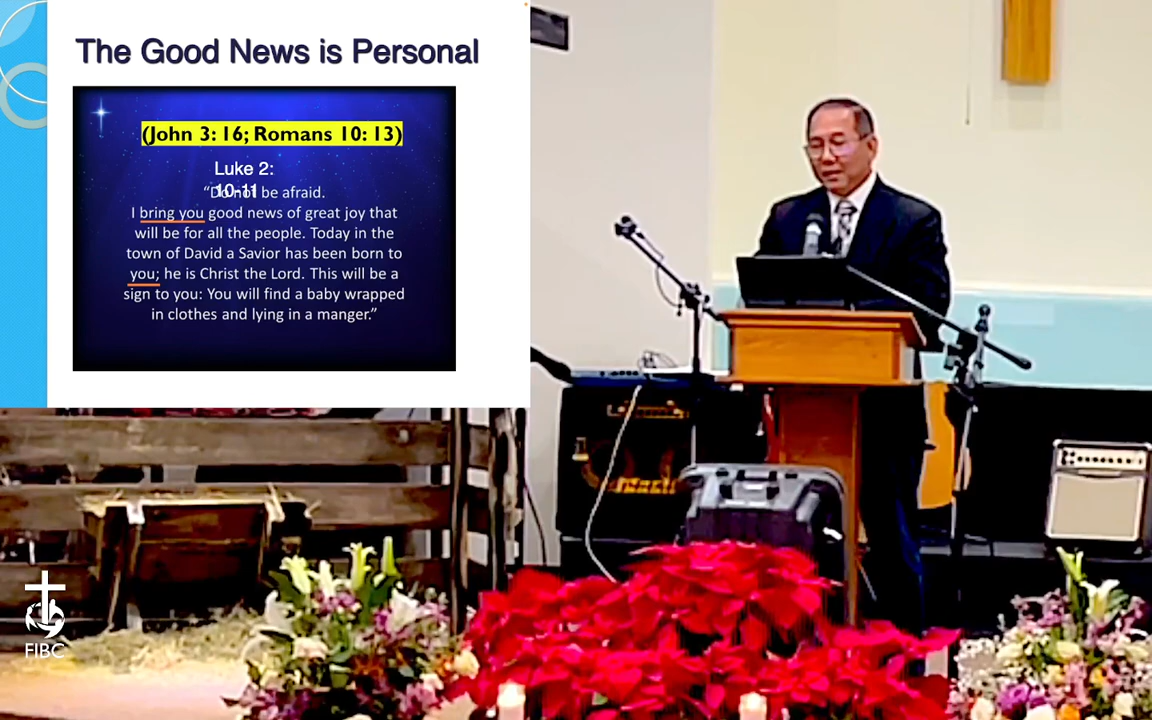 The Good News is Personal
(John 3: 16; Romans 10: 13)
Luke 2:
10-11
“Do not be afraid.
I bring you good news of great joy that
will be for all the people. Today in the
town of David a Savior has been born to
you; he is Christ the Lord. This will be a
sign to you: You will find a baby wrapped
in clothes and lying in a manger.”
FIBC